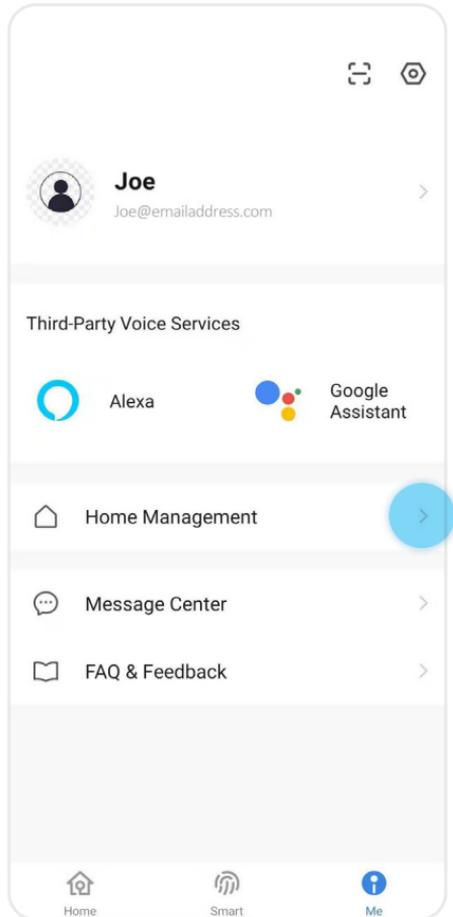 Joe
Joe@emailaddress.com
Third-Party Voice Services
Alexa
Google
Assistant
Home Management
Message Center
FAQ & Feedback
Home
Smart
Me